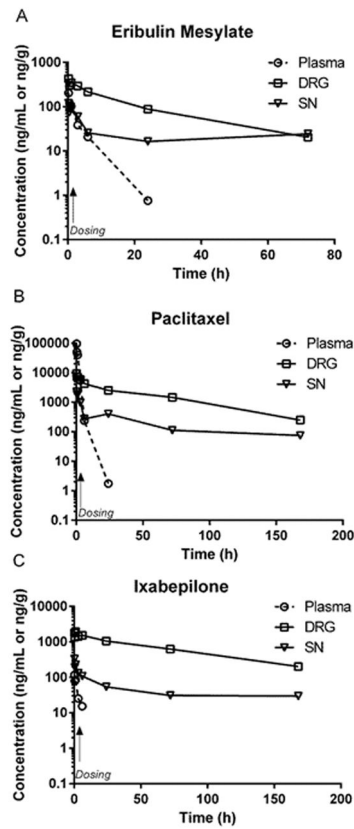 A
Eribulin Mesylate
Plasma
DRG
SN
Concentration (ng/mL or ng/g)
1000
100
10
1
0.1
Dosing
0
20
40
60
80
Time (h)
B
Paclitaxel
Plasma
DRG
SN
Concentration (ng/mL or ng/g)
100000
10000
1000
100
10
1
0.1
Dosing
0
50
100
150
200
Time (h)
C
Ixabepilone
Plasma
DRG
SN
Concentration (ng/mL or ng/g)
10000
1000
100
10
1
0.1
Dosing
0
50
100
150
200
Time (h)